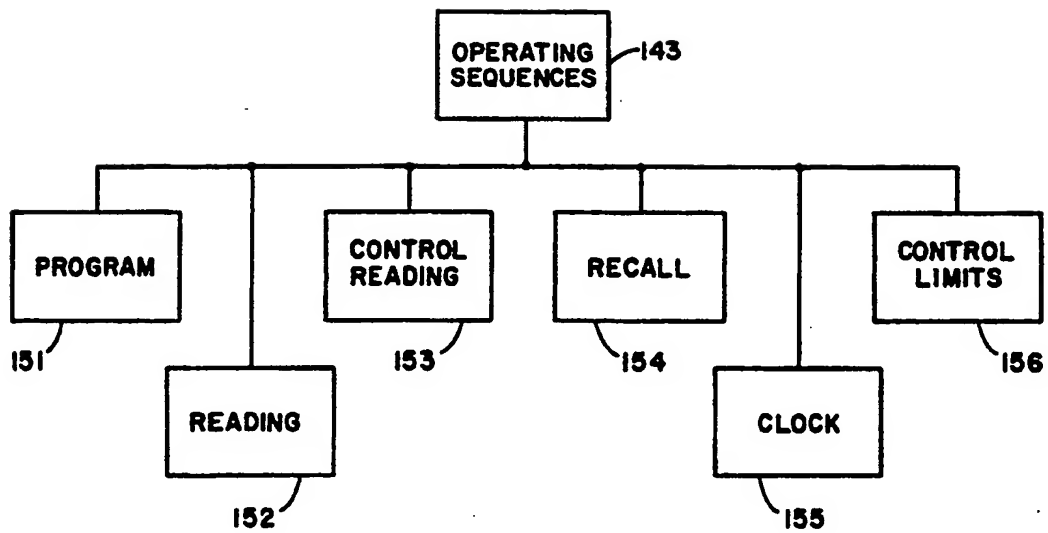 OPERATING
SEQUENCES
143
PROGRAM
151
CONTROL
READING
153
RECALL
154
CONTROL
LIMITS
156
READING
152
CLOCK
155